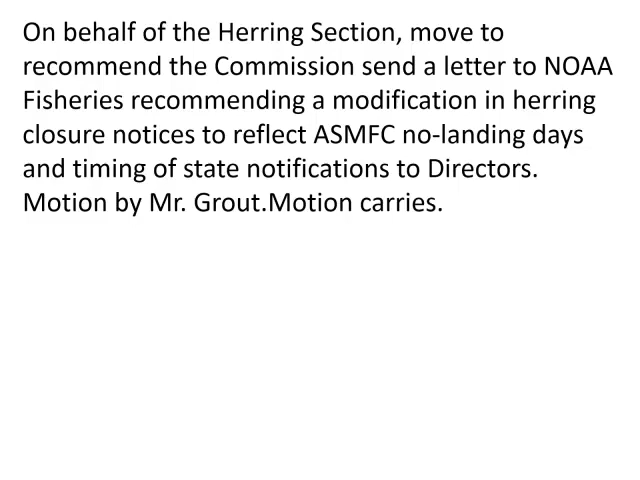 On behalf of the Herring Section, move to
recommend the Commission send a letter to NOAA
Fisheries recommending a modification in herring
closure notices to reflect ASMFC no-landing days
and timing of state notifications to Directors.
Motion by Mr. Grout.Motion carries.